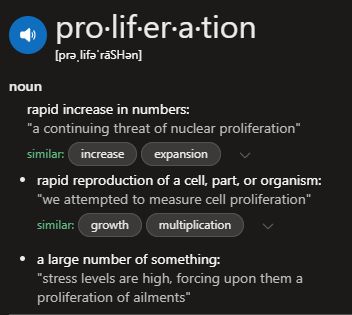 pro·lif·er·a·tion
[prəˌlifəˈrāSHən]
noun
rapid increase in numbers:
"a continuing threat of nuclear proliferation"
similar: increase expansion
• rapid reproduction of a cell, part, or organism:
"we attempted to measure cell proliferation"
similar: growth multiplication
• a large number of something:
"stress levels are high, forcing upon them a
proliferation of ailments"